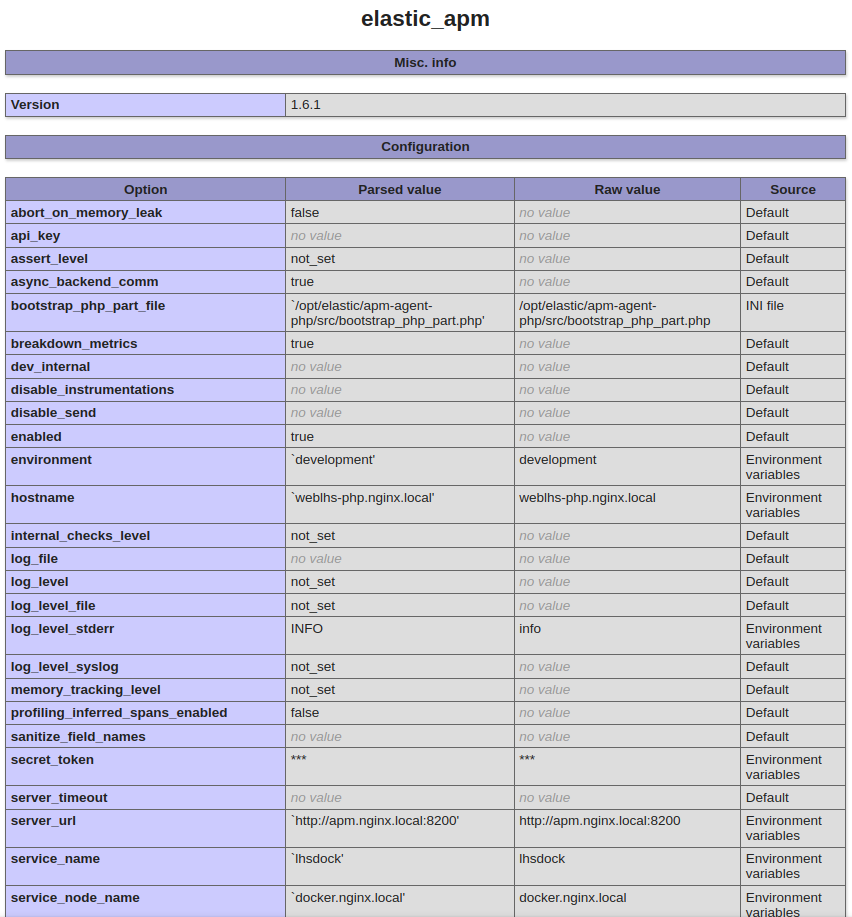 elastic_apm
Misc. info
Version 1.6.1
Configuration
Option Parsed value Raw value Source
abort_on_memory_leak false no value Default
api_key no value no value Default
assert_level not_set no value Default
async_backend_comm true no value Default
bootstrap_php_part_file `/opt/elastic/apm-agent- /opt/elastic/apm-agent- INI file
php/src/bootstrap_php_part.php' php/src/bootstrap_php_part.php
breakdown_metrics true no value Default
dev_internal no value no value Default
disable_instrumentations no value no value Default
disable_send no value no value Default
enabled true no value Default
environment `development' development Environment
variables
hostname `weblhs-php.nginx.local' weblhs-php.nginx.local Environment
variables
internal_checks_level not_set no value Default
log_file no value no value Default
log_level not_set no value Default
log_level_file not_set no value Default
log_level_stderr INFO info Environment
variables
log_level_syslog not_set no value Default
memory_tracking_level not_set no value Default
profiling_inferred_spans_enabled false no value Default
sanitize_field_names no value no value Default
secret_token *** *** Environment
variables
server_timeout no value no value Default
server_url `http://apm.nginx.local:8200' http://apm.nginx.local:8200 Environment
variables
service_name `lhsdock' lhsdock Environment
variables
service_node_name `docker.nginx.local' docker.nginx.local Environment
variables